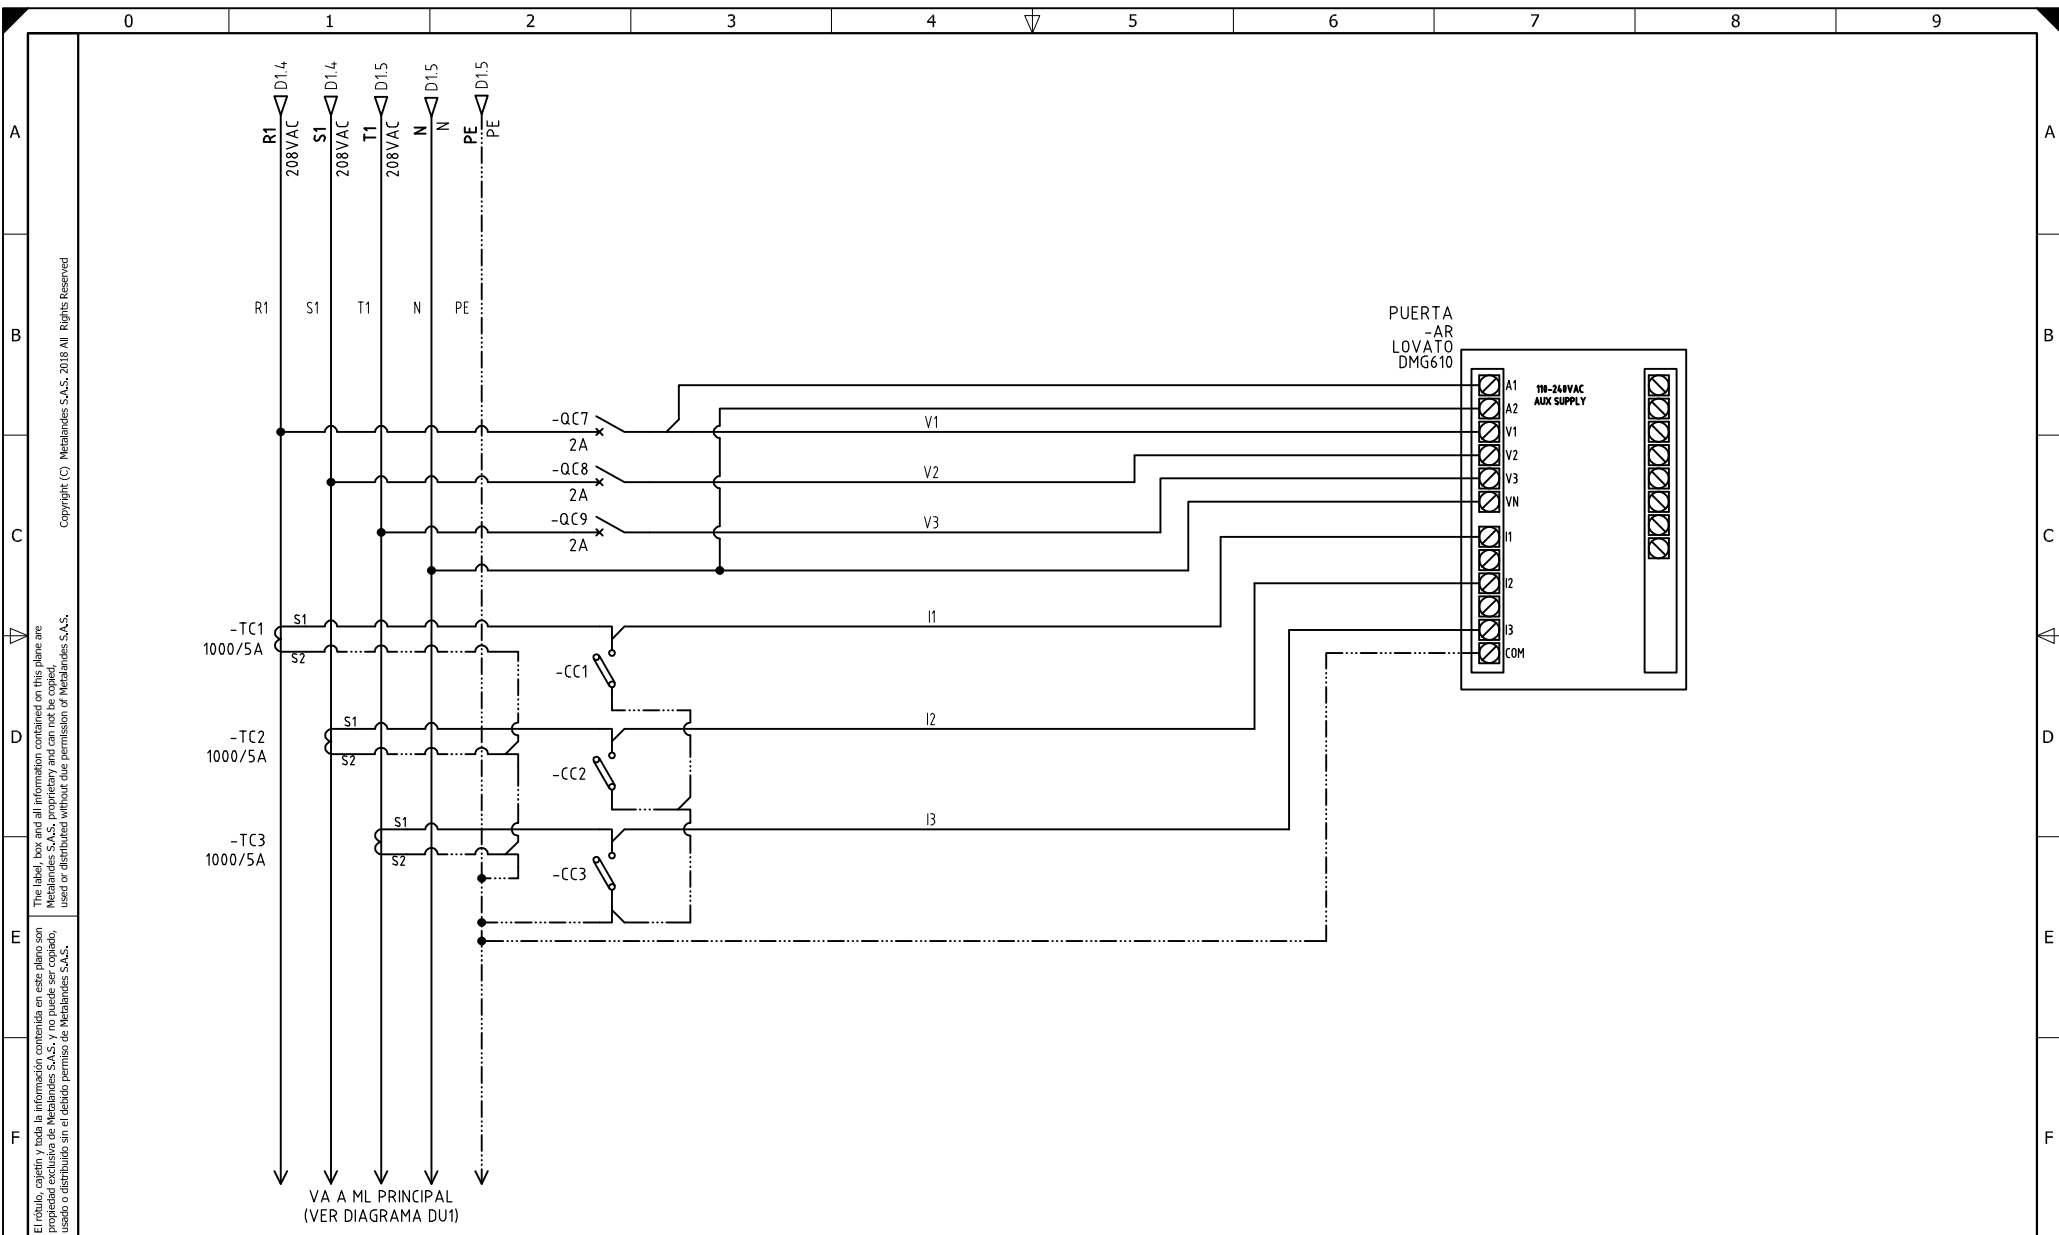 0 1 2 3 4 5 6 7 8 9
A
B
C
D
E
F
A
B
C
D
E
F
Copyright (C) Metalandes S.A.S. 2018 All Rights Reserved
The label, box and all information contained on this plane are
Metalandes S.A.S. proprietary and can not be copied,
used or distributed without due permission of Metalandes S.A.S.
El rótulo, cajetín y toda la información contenida en este plano son
propiedad exclusiva de Metalandes S.A.S. y no puede ser copiado,
usado o distribuido sin el debido permiso de Metalandes S.A.S.
D1.4
D1.4
D1.5
D1.5
D1.5
R1
208VAC
S1
208VAC
T1
208VAC
N
N
PE
PE
R1 S1 T1 N PE
PUERTA
-AR
LOVATO
DMG610
A1
A2
V1
V2
V3
VN
I1
I2
I3
COM
110-240VAC
AUX SUPPLY
-QC7
2A
-QC8
2A
-QC9
2A
V1
V2
V3
-TC1
1000/5A
S1
S2
-CC1
I1
-TC2
1000/5A
S1
S2
-CC2
I2
-TC3
1000/5A
S1
S2
-CC3
I3
VA A ML PRINCIPAL
(VER DIAGRAMA DU1)